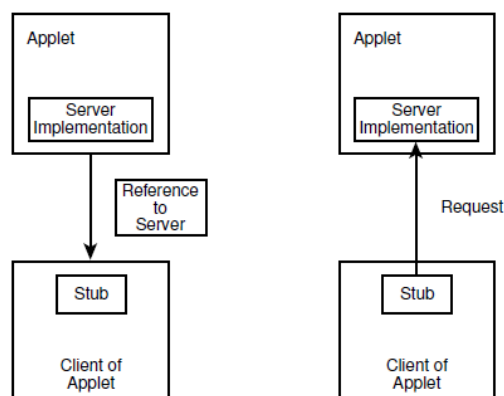 Applet
Server
Implementation
Reference
to
Server
Stub
Client of
Applet
Applet
Server
Implementation
Request
Stub
Client of
Applet